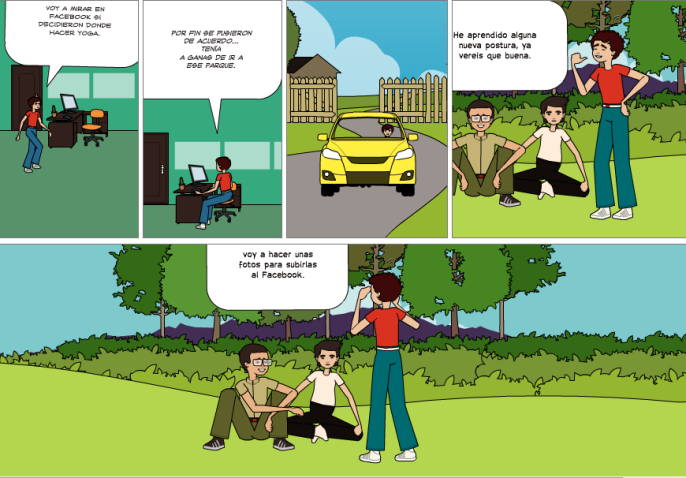 VOY A MIRAR EN
FACEBOOK SI
DECIDIERON DONDE
HACER YOGA.
POR FIN SE PUSIERON
DE ACUERDO...
TENÍA
A GANAS DE IR A
ESE PARQUE.
He aprendido alguna
nueva postura, ya
vereis que buena.
voy a hacer unas
fotos para subirlas
al Facebook.